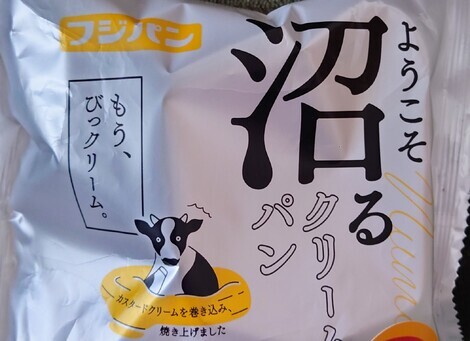 フジパン
ようこそ
沼る
クリーム
パン
もう、
びっクリーム。
カスタードクリームを巻き込み、
焼き上げました